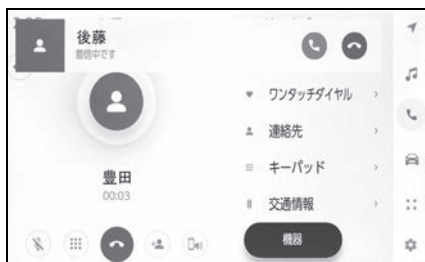 後藤
着信中です
ワンタッチダイヤル
連絡先
豊田
00:03
キーパッド
交通情報
機器